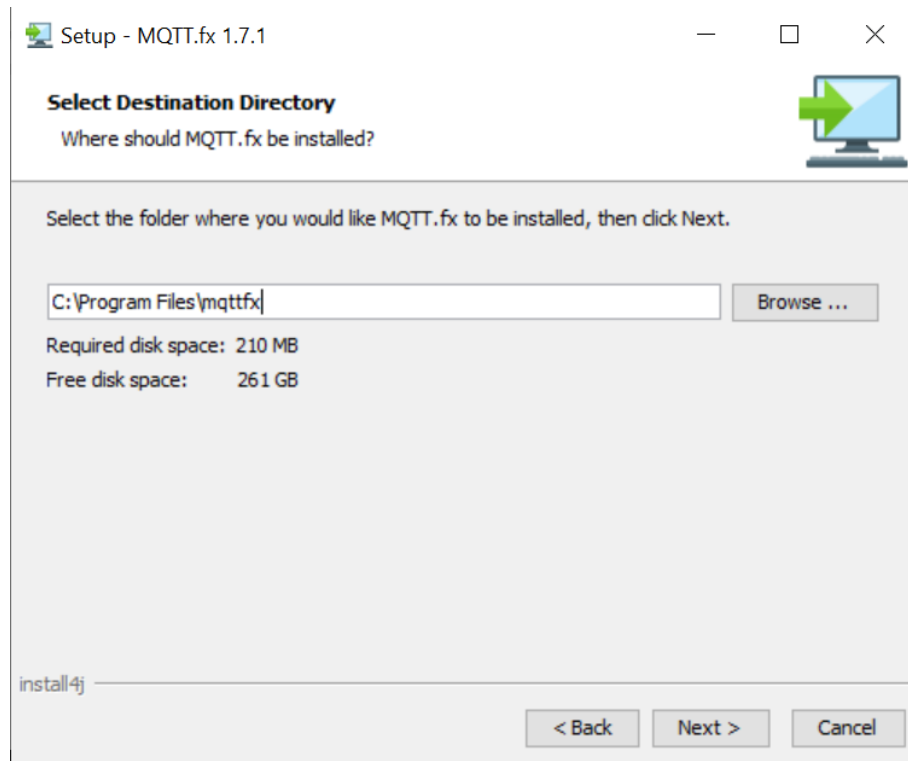 Setup - MQTT.fx 1.7.1
Select Destination Directory
Where should MQTT.fx be installed?
Select the folder where you would like MQTT.fx to be installed, then click Next.
C:\Program Files\mqttfx
Browse ...
Required disk space: 210 MB
Free disk space: 261 GB
install4j
< Back Next > Cancel